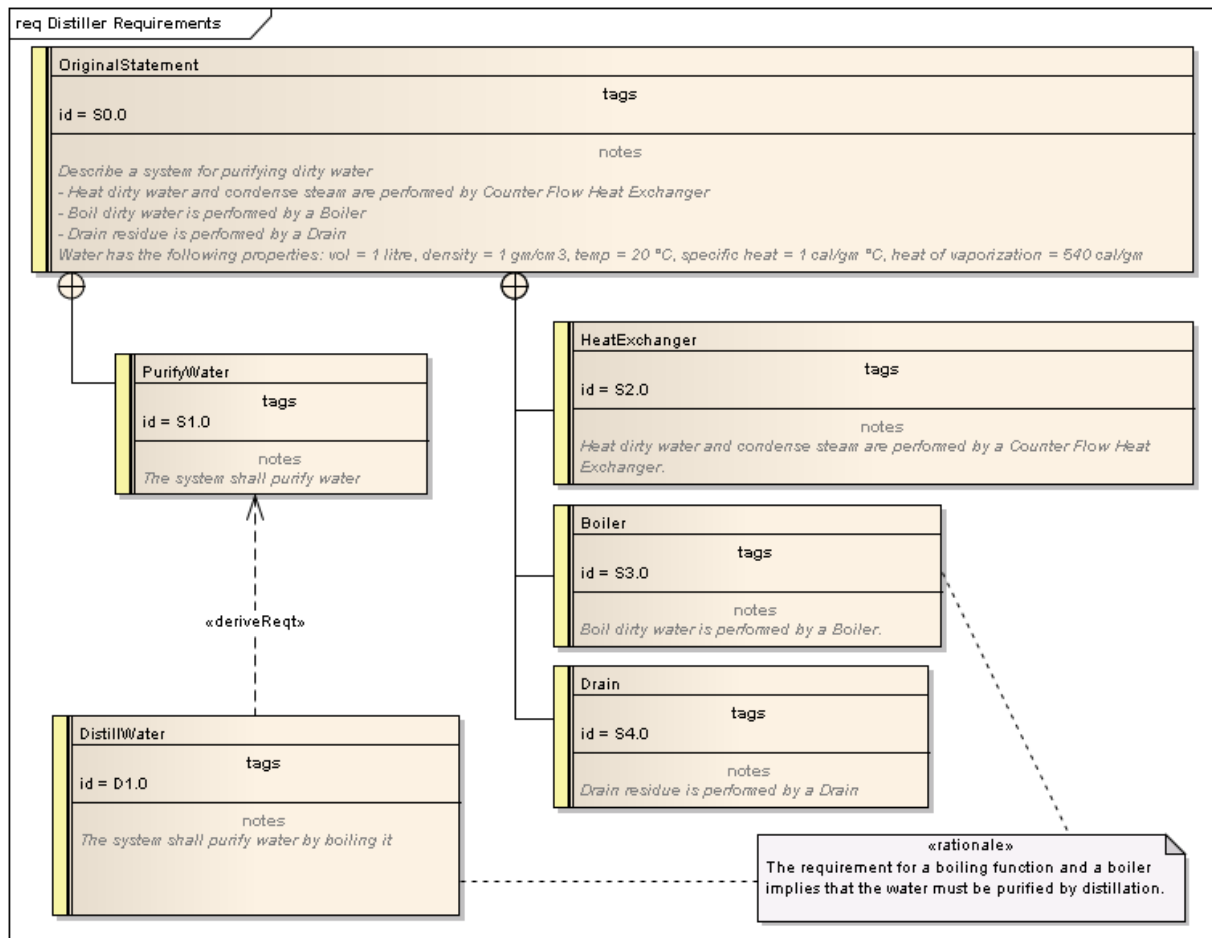 req Distiller Requirements
OriginalStatement
tags
id = S0.0
notes
Describe a system for purifying dirty water
- Heat dirty water and condense steam are performed by Counter Flow Heat Exchanger
- Boil dirty water is performed by a Boiler
- Drain residue is performed by a Drain
Water has the following properties: vol = 1 litre, density = 1 gm/cm3, temp = 20 °C, specific heat = 1 cal/gm °C, heat of vaporization = 540 cal/gm
PurifyWater
tags
id = S1.0
notes
The system shall purify water
HeatExchanger
tags
id = S2.0
notes
Heat dirty water and condense steam are performed by a Counter Flow Heat
Exchanger.
Boiler
tags
id = S3.0
notes
Boil dirty water is performed by a Boiler.
«deriveReqt»
Drain
tags
id = S4.0
notes
Drain residue is performed by a Drain
DistillWater
tags
id = D1.0
notes
The system shall purify water by boiling it
«rationale»
The requirement for a boiling function and a boiler
implies that the water must be purified by distillation.